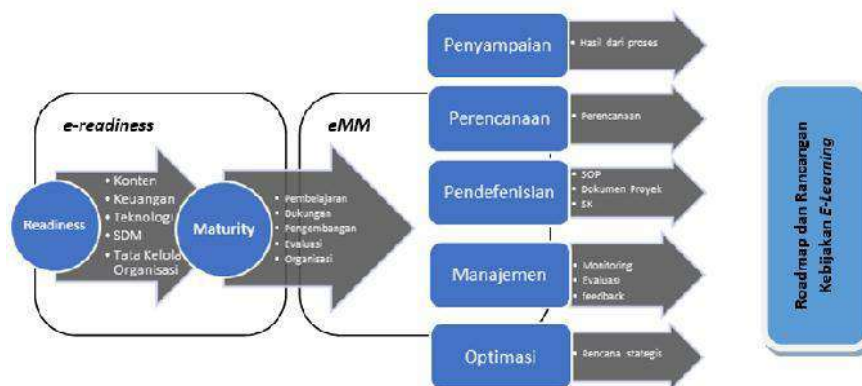 e-readiness
Readiness
• Konten
• Keuangan
• Teknologi
• SDM
• Tata Kelola
Organisasi
eMM
Maturity
• Pembelajaran
• Dukungan
• Pengembangan
• Evaluasi
• Organisasi
Penyampaian
• Hasil dari proses
Perencanaan
• Perencanaan
Pendefenisian
• SOP
• Dokumen Proyek
• SK
Manajemen
• Monitoring
• Evaluasi
• feedback
Optimasi
• Rencana stategis
Roadmap dan Rancangan
Kebijakan E-Learning